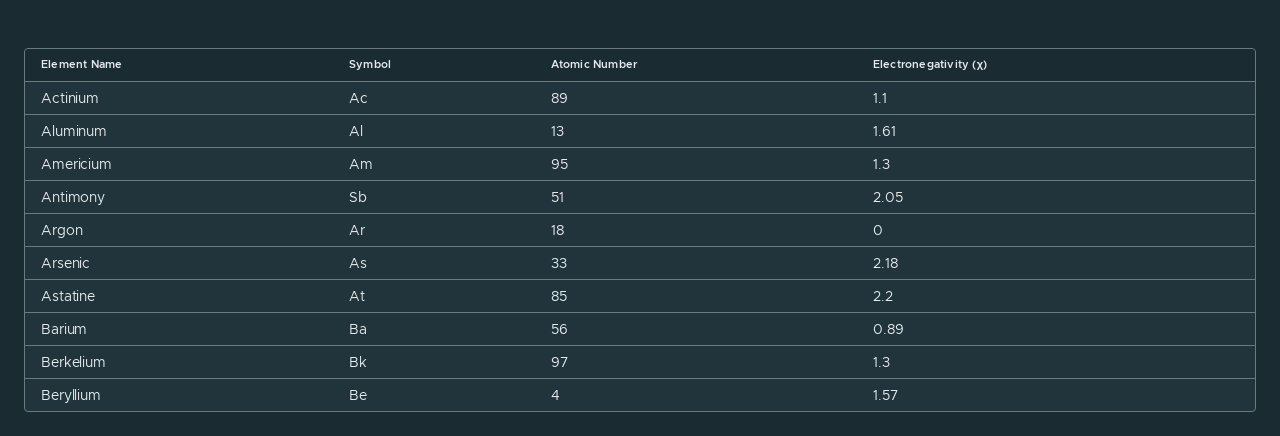 Element Name Symbol Atomic Number Electronegativity (χ)
Actinium Ac 89 1.1
Aluminum Al 13 1.61
Americium Am 95 1.3
Antimony Sb 51 2.05
Argon Ar 18 0
Arsenic As 33 2.18
Astatine At 85 2.2
Barium Ba 56 0.89
Berkelium Bk 97 1.3
Beryllium Be 4 1.57